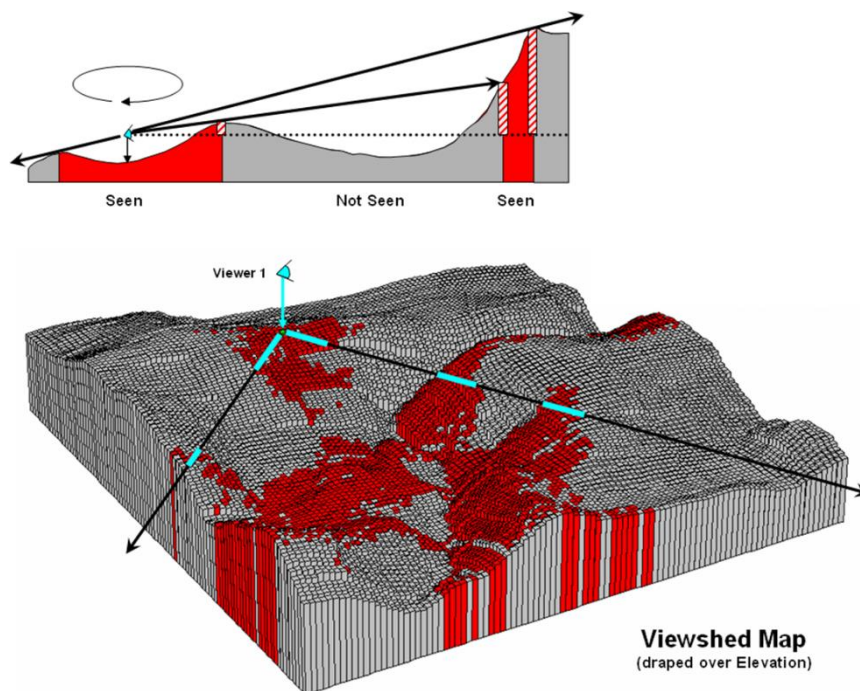 Seen
Not Seen
Seen
Viewer 1
Viewshed Map
(draped over Elevation)